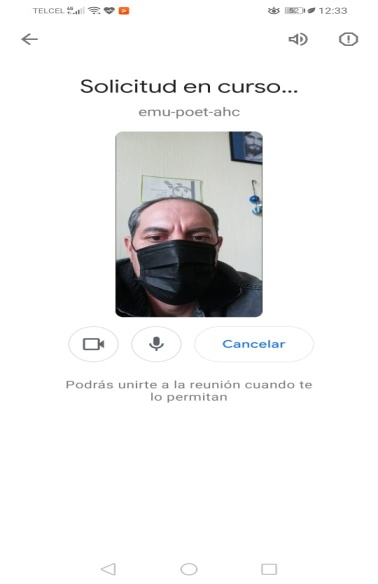 TELCEL 12:33
Solicitud en curso...
emu-poet-ahc
Cancelar
Podrás unirte a la reunión cuando te
lo permitan